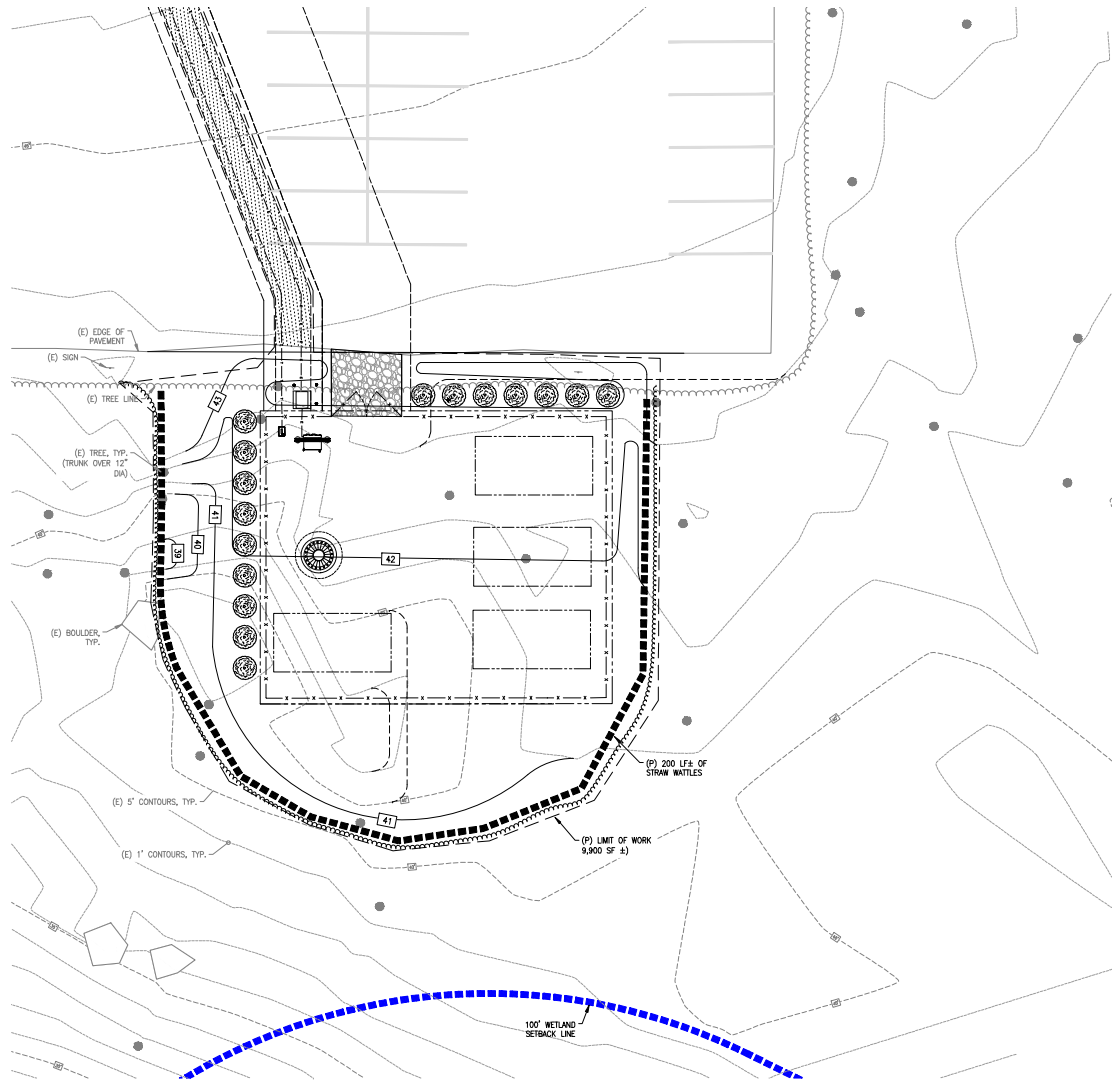 (E) EDGE OF
PAVEMENT
(E) SIGN
(E) TREE LINE
43
(E) TREE, TYP.
(TRUNK OVER 12"
DIA)
41
40
39
42
(E) BOULDER,
TYP.
(P) 200 LF± OF
STRAW WATTLES
(E) 5' CONTOURS, TYP.
41
(P) LIMIT OF WORK
9,900 SF ±)
(E) 1' CONTOURS, TYP.
100' WETLAND
SETBACK LINE